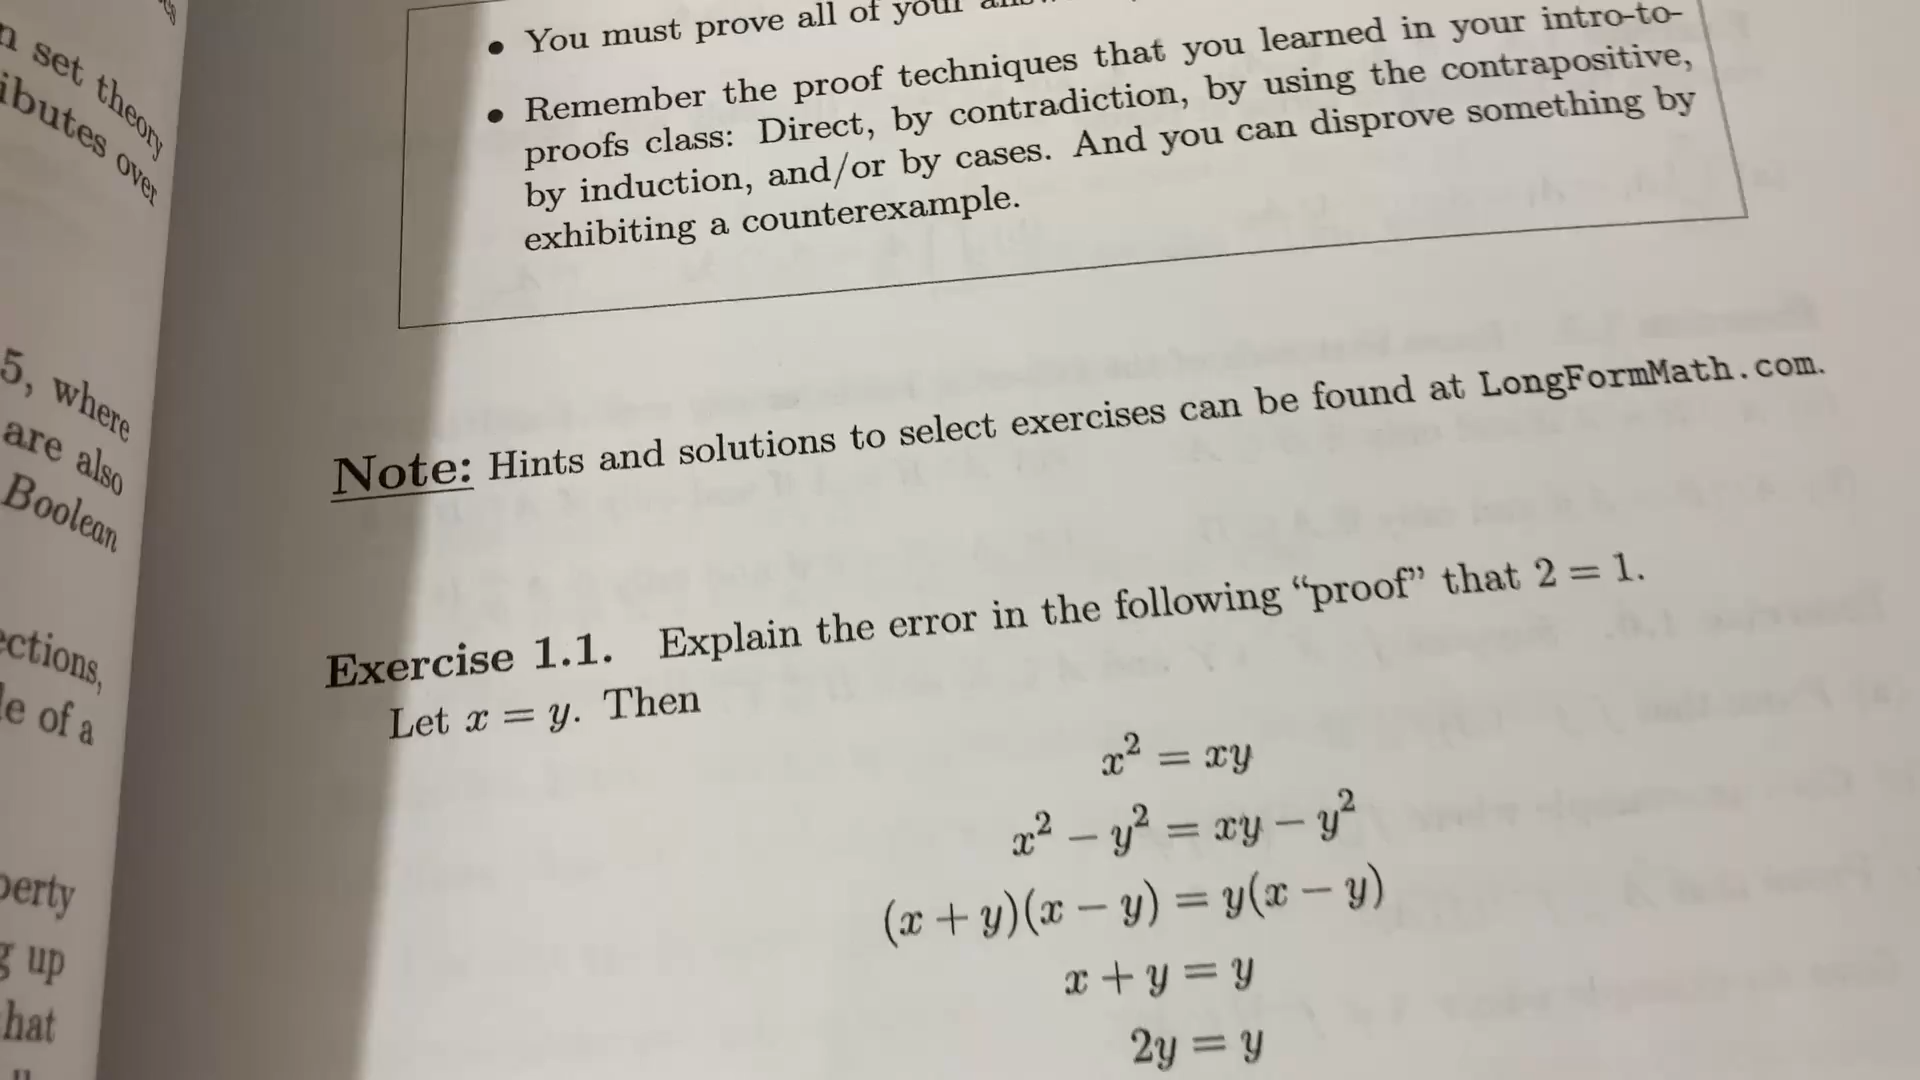 n set theory
ibutes over
5, where
are also
Boolean
ections,
le of a
perty
g up
hat
• You must prove all of your
• Remember the proof techniques that you learned in your intro-to-
proofs class: Direct, by contradiction, by using the contrapositive,
by induction, and/or by cases. And you can disprove something by
exhibiting a counterexample.
Note: Hints and solutions to select exercises can be found at LongFormMath.com.
Exercise 1.1. Explain the error in the following “proof” that 2 = 1.
Let x = y. Then
x² = xy
x² − y² = xy − y²
(x + y)(x − y) = y(x − y)
x + y = y
2y = y